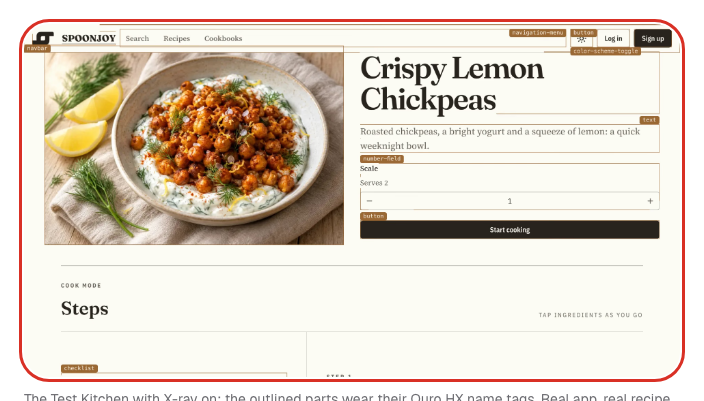 navigation-menu
button
SPOONJOY
Search
Recipes
Cookbooks
Log in
Sign up
navbar
color-scheme-toggle
Crispy Lemon
Chickpeas
text
Roasted chickpeas, a bright yogurt and a squeeze of lemon: a quick
weeknight bowl.
number-field
Scale
Serves 2
− 1 +
button
Start cooking
COOK MODE
Steps
TAP INGREDIENTS AS YOU GO
checklist
STEP 1
The Test Kitchen with X-ray on: the outlined parts wear their Ouro HX name tags. Real app, real recipe